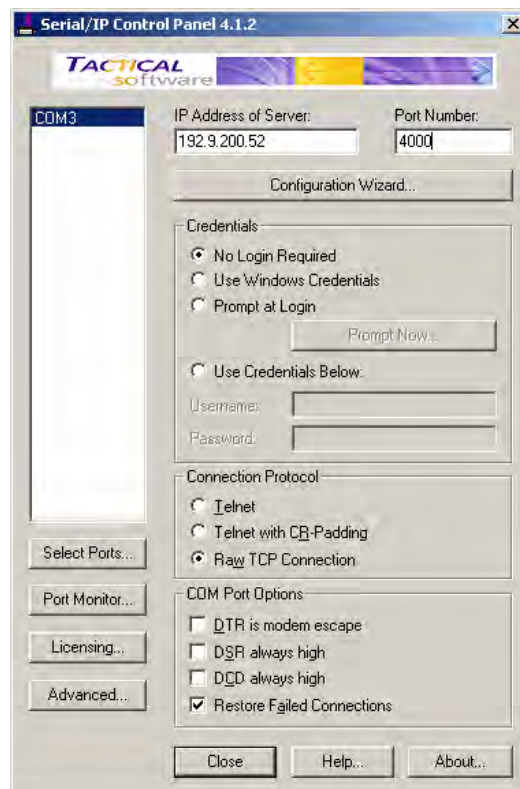 Serial/IP Control Panel 4.1.2
TACTICAL
software
COM3
IP Address of Server:
Port Number:
192.9.200.52
4000
Configuration Wizard...
Credentials
No Login Required
Use Windows Credentials
Prompt at Login
Prompt Now...
Use Credentials Below:
Username:
Password:
Connection Protocol
Telnet
Telnet with CR-Padding
Raw TCP Connection
Select Ports...
Port Monitor...
Licensing...
Advanced...
COM Port Options
DTR is modem escape
DSR always high
DCD always high
Restore Failed Connections
Close
Help...
About...